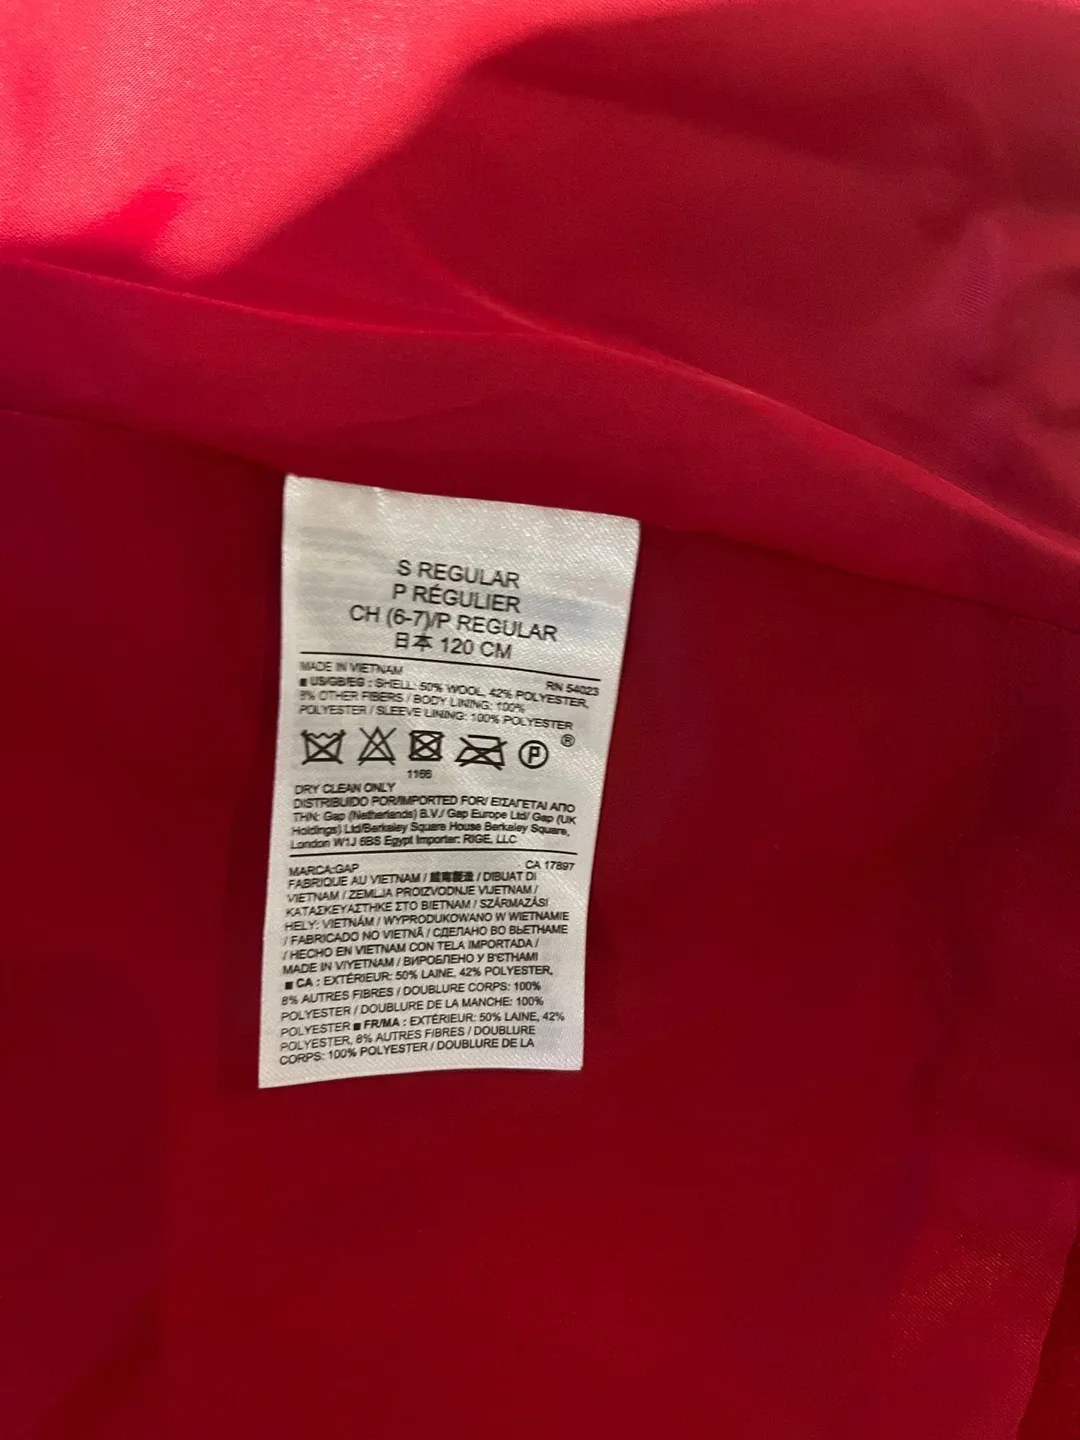 S REGULAR
P RÉGULIER
CH (6-7)/P REGULAR
日本 120 CM
MADE IN VIETNAM
RN 54023
■ US/GB/EG : SHELL: 50% WOOL, 42% POLYESTER,
8% OTHER FIBERS / BODY LINING: 100%
POLYESTER / SLEEVE LINING: 100% POLYESTER
P ®
1166
DRY CLEAN ONLY
DISTRIBUIDO POR/IMPORTED FOR/ ΕΙΣΑΓΕΤΑΙ ΑΠΟ
ΤΗΝ: Gap (Netherlands) B.V./ Gap Europe Ltd/ Gap (UK
Holdings) Ltd/Berkeley Square House Berkeley Square,
London W1J 6BS Egypt Importer: RIGE, LLC
MARCA:GAP
CA 17897
FABRIQUE AU VIETNAM / 越南製造 / DIBUAT DI
VIETNAM / ZEMLJA PROIZVODNJE VIJETNAM /
ΚΑΤΑΣΚΕΥΑΣΤΗΚΕ ΣΤΟ ΒΙΕΤΝΑΜ / SZÁRMAZÁSI
HELY: VIETNÁM / WYPRODUKOWANO W WIETNAMIE
/ FABRICADO NO VIETNÃ / СДЕЛАНО ВО ВЬЕТНАМЕ
/ HECHO EN VIETNAM CON TELA IMPORTADA /
MADE IN VIYETNAM / ВИРОБЛЕНО У В'ЄТНАМІ
■ CA : EXTÉRIEUR: 50% LAINE, 42% POLYESTER,
8% AUTRES FIBRES / DOUBLURE CORPS: 100%
POLYESTER / DOUBLURE DE LA MANCHE: 100%
POLYESTER ■ FR/MA : EXTÉRIEUR: 50% LAINE, 42%
POLYESTER, 8% AUTRES FIBRES / DOUBLURE
CORPS: 100% POLYESTER / DOUBLURE DE LA